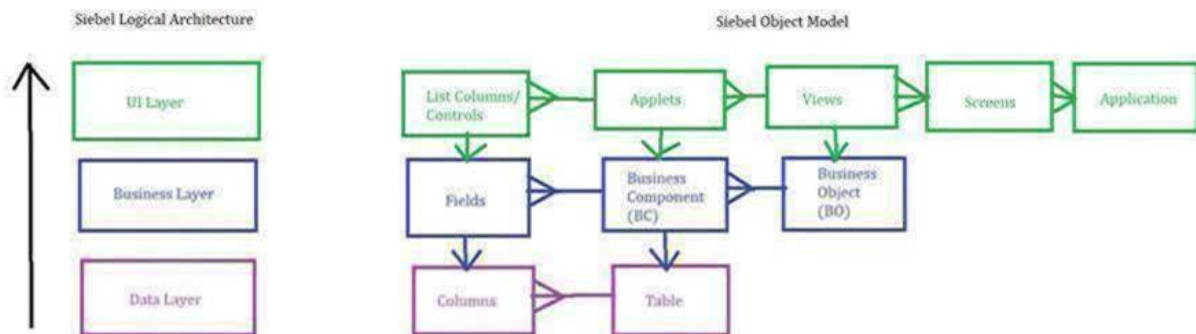 Siebel Logical Architecture
Siebel Object Model
UI Layer
List Columns/
Controls
Applets
Views
Screens
Application
Business Layer
Fields
Business
Component
(BC)
Business
Object
(BO)
Data Layer
Columns
Table